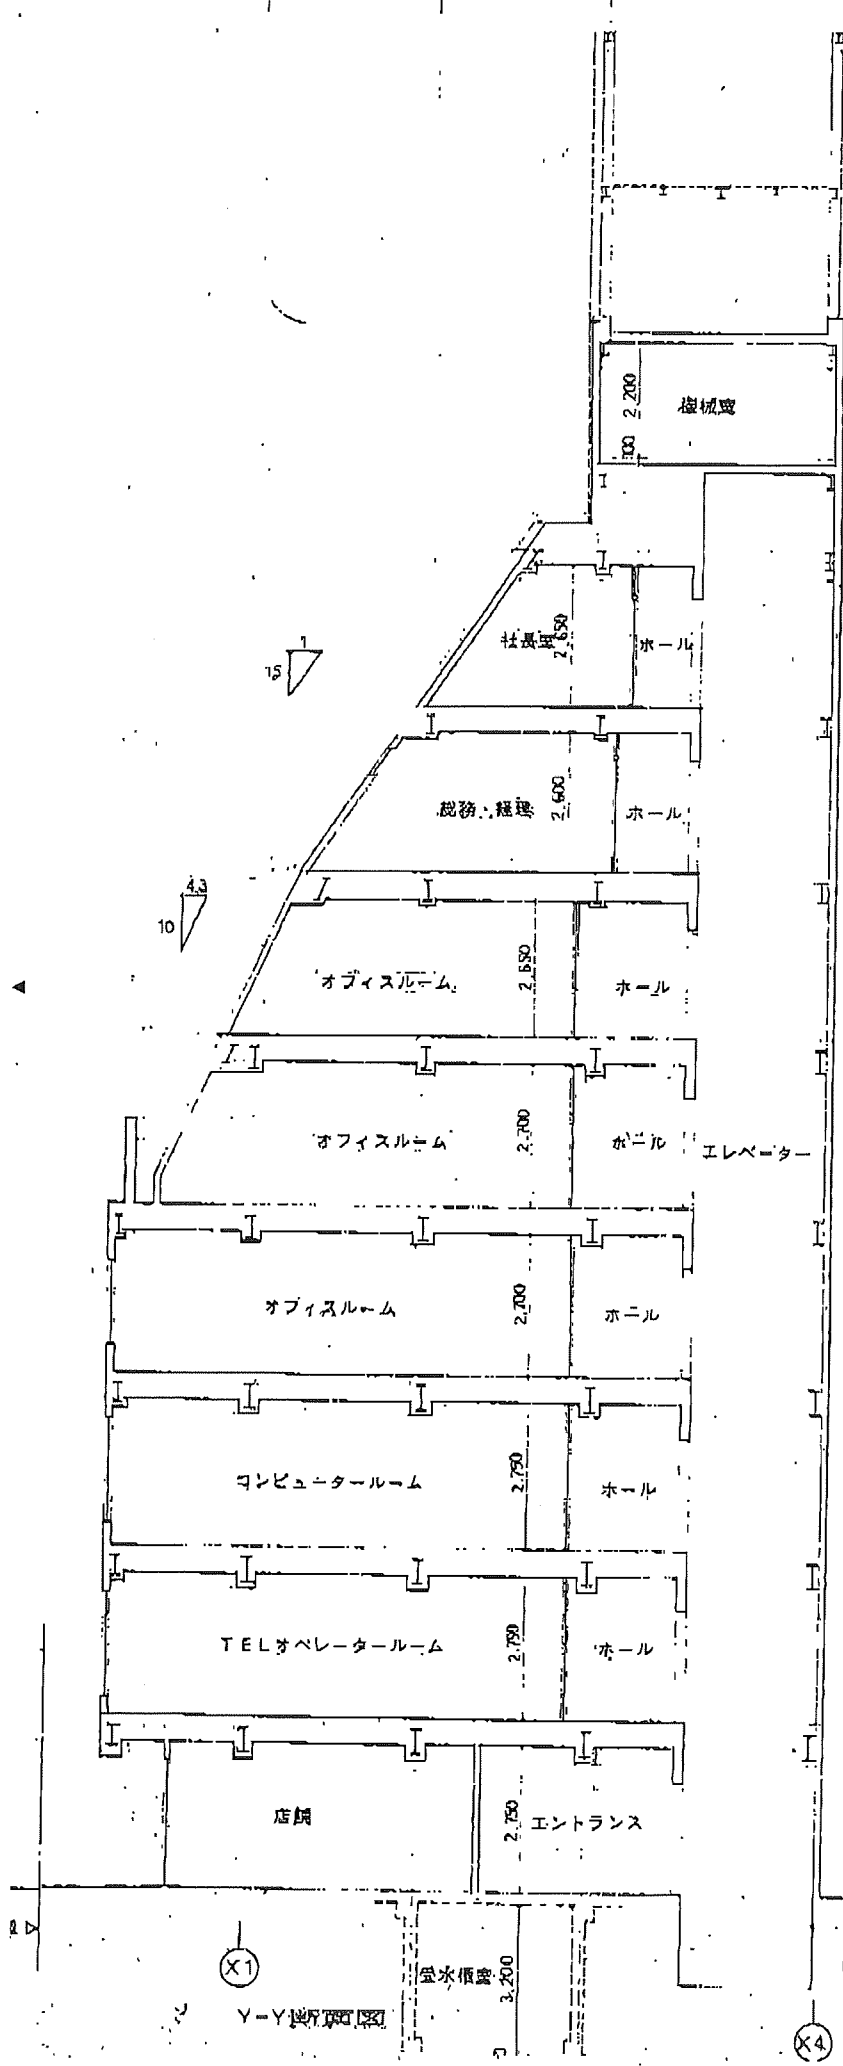 2.200
機械室
社長室
2.650
ホール
1
15
総務、経理
2.600
ホール
4.3
10
オフィスルーム
2.650
ホール
オフィスルーム
2.700
ホール
エレベーター
オフィスルーム
2.700
ホール
コンピュータールーム
2.750
ホール
TELオペレータールーム
2.750
ホール
店舗
2.750
エントランス
X1
受水槽室
3.200
Y-Y断面図
X4